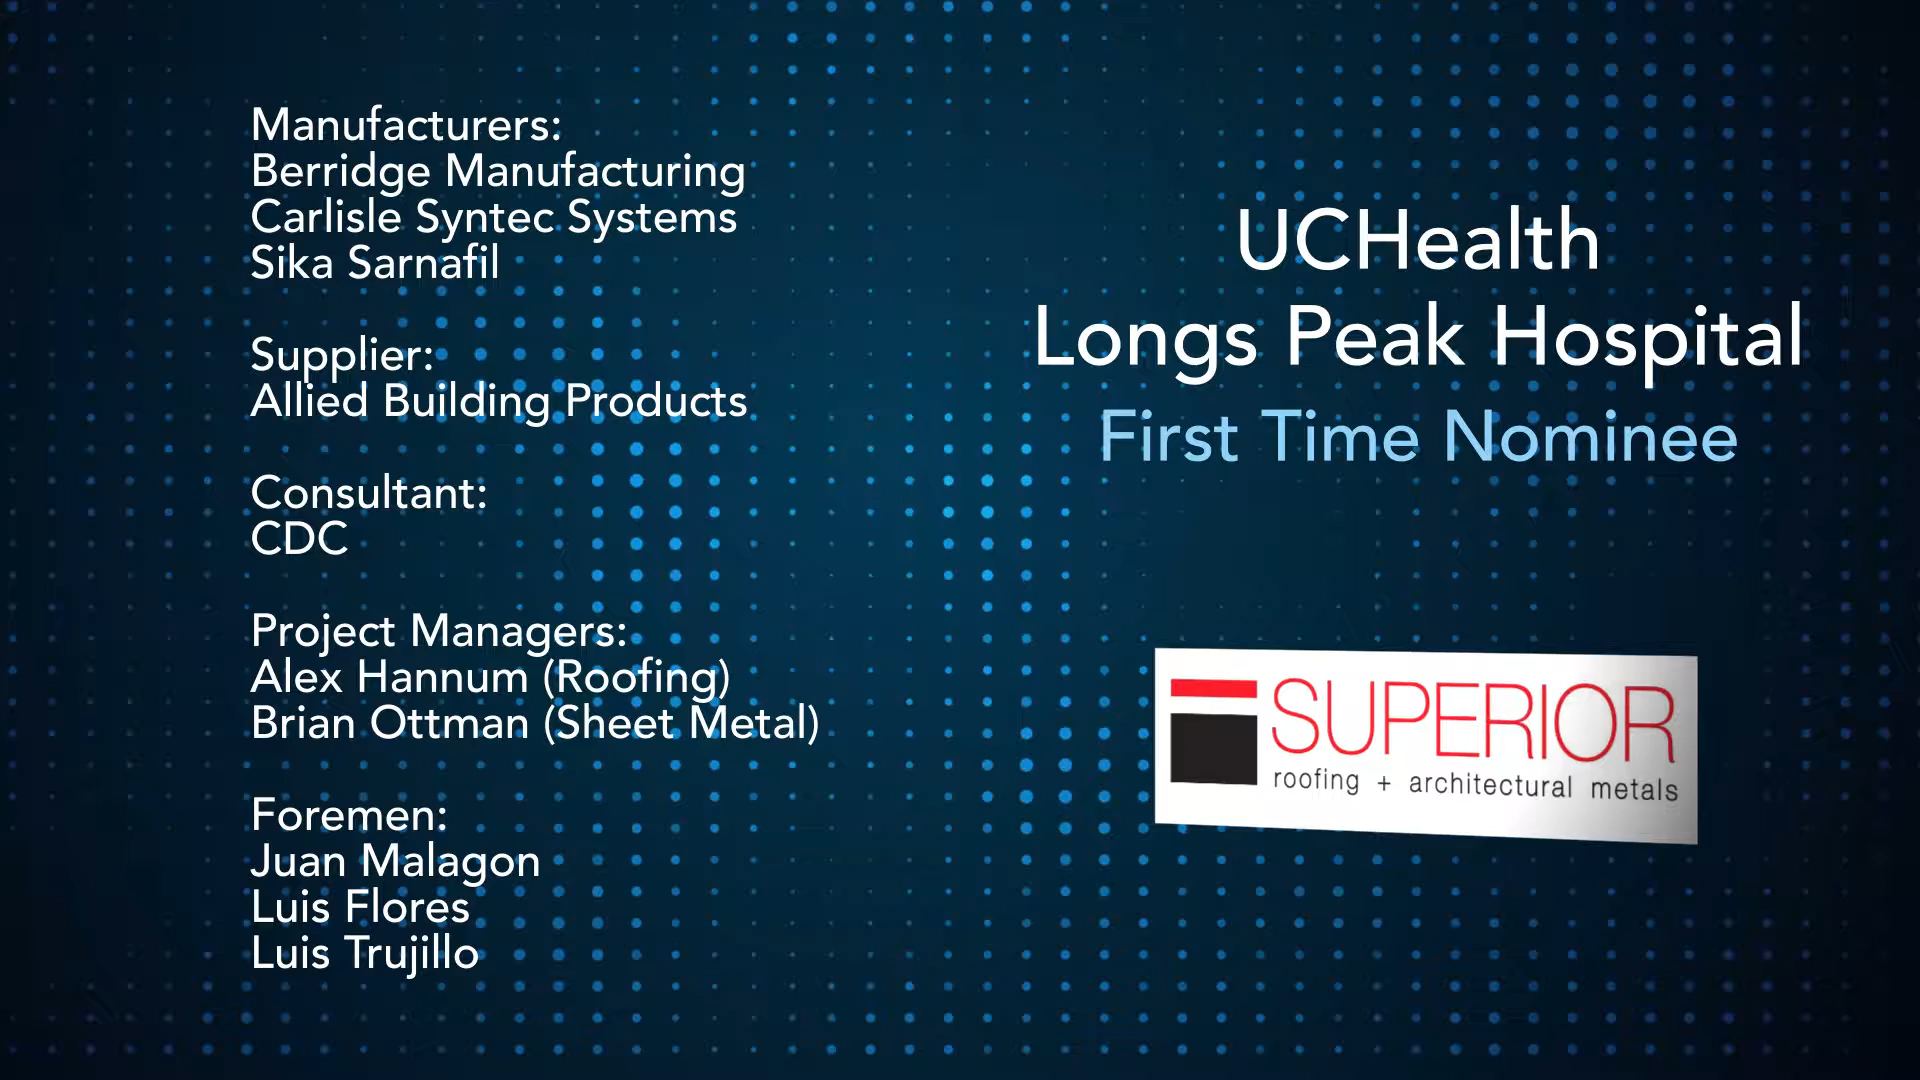 Manufacturers:
Berridge Manufacturing
Carlisle Syntec Systems
Sika Sarnafil
Supplier:
Allied Building Products
Consultant:
CDC
Project Managers:
Alex Hannum (Roofing)
Brian Ottman (Sheet Metal)
Foremen:
Juan Malagon
Luis Flores
Luis Trujillo
UCHealth
Longs Peak Hospital
First Time Nominee
SUPERIOR
roofing + architectural metals